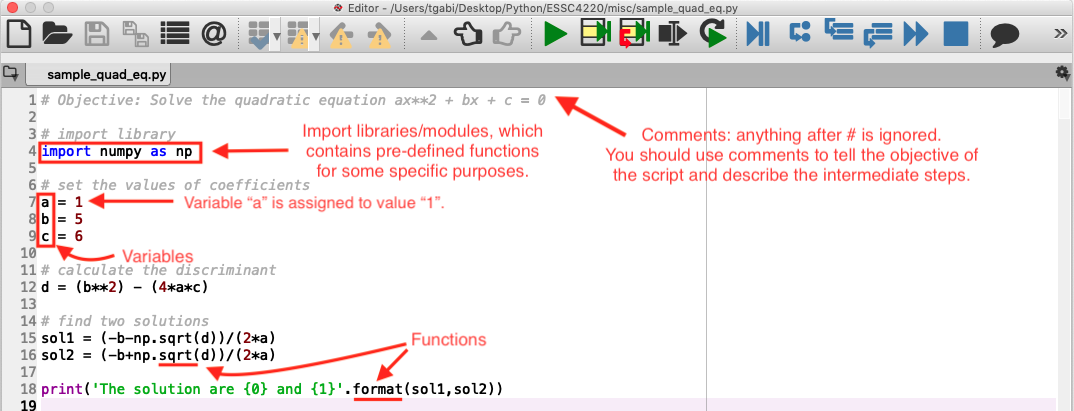 Editor - /Users/tgabi/Desktop/Python/ESSC4220/misc/sample_quad_eq.py
sample_quad_eq.py
1 # Objective: Solve the quadratic equation ax**2 + bx + c = 0
2
3 # import library
4 import numpy as np
5
6 # set the values of coefficients
7 a = 1
8 b = 5
9 c = 6
10
11 # calculate the discriminant
12 d = (b**2) - (4*a*c)
13
14 # find two solutions
15 sol1 = (-b-np.sqrt(d))/(2*a)
16 sol2 = (-b+np.sqrt(d))/(2*a)
17
18 print('The solution are {0} and {1}'.format(sol1,sol2))
19
Import libraries/modules, which
contains pre-defined functions
for some specific purposes.
Comments: anything after # is ignored.
You should use comments to tell the objective of
the script and describe the intermediate steps.
Variable “a” is assigned to value “1”.
Variables
Functions